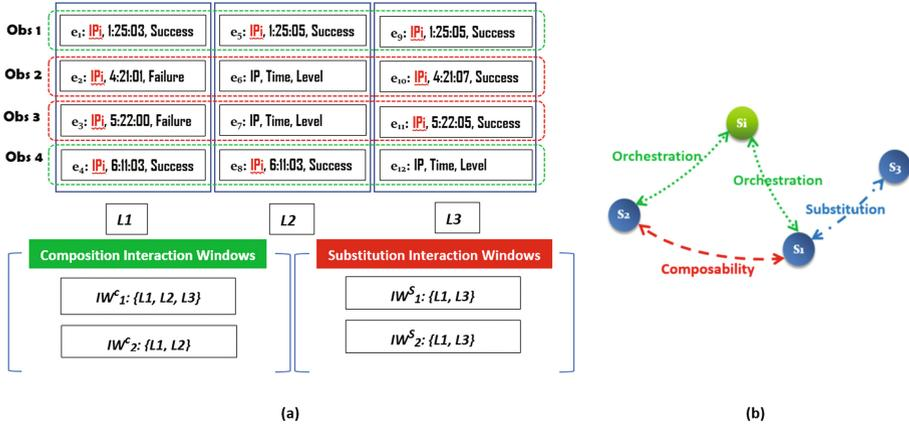 Obs 1 e1: IPi, 1:25:03, Success e5: IPi, 1:25:05, Success e9: IPi, 1:25:05, Success
Obs 2 e2: IPi, 4:21:01, Failure e6: IP, Time, Level e10: IPi, 4:21:07, Success
Obs 3 e3: IPi, 5:22:00, Failure e7: IP, Time, Level e11: IPi, 5:22:05, Success
Obs 4 e4: IPi, 6:11:03, Success e8: IPi, 6:11:03, Success e12: IP, Time, Level
L1 L2 L3
Composition Interaction Windows Substitution Interaction Windows
IWc1: {L1, L2, L3} IWS1: {L1, L3}
IWc2: {L1, L2} IWS2: {L1, L3}
(a)
Si
Orchestration
Orchestration
S3
S2
Substitution
S1
Composability
(b)